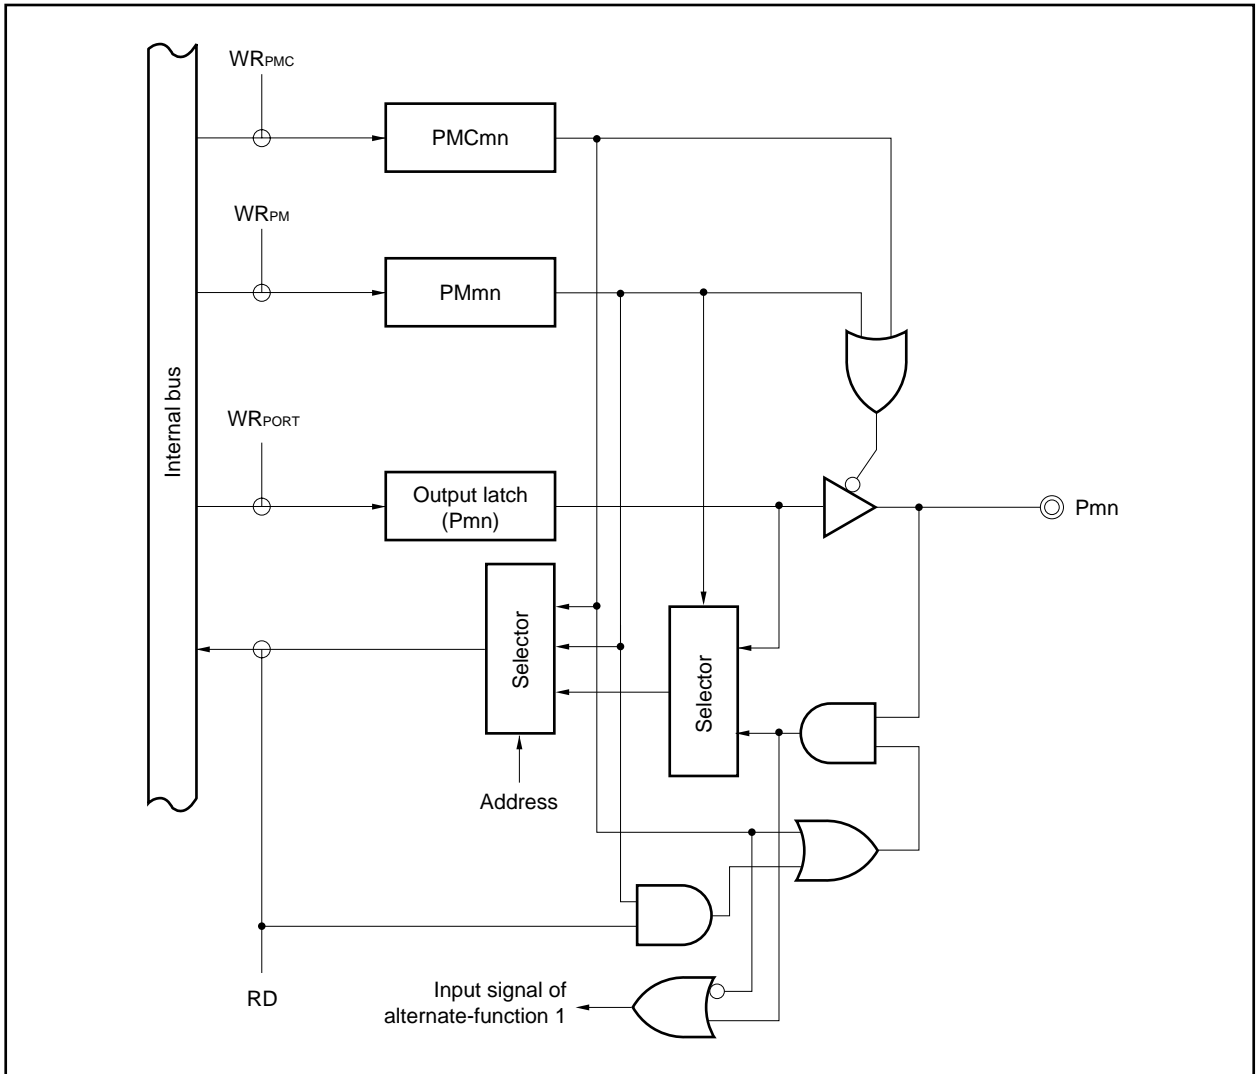 WRPMC
PMCmn
WRPM
PMmn
Internal bus
WRPORT
Output latch
(Pmn)
Pmn
Selector
Selector
Address
RD
Input signal of
alternate-function 1